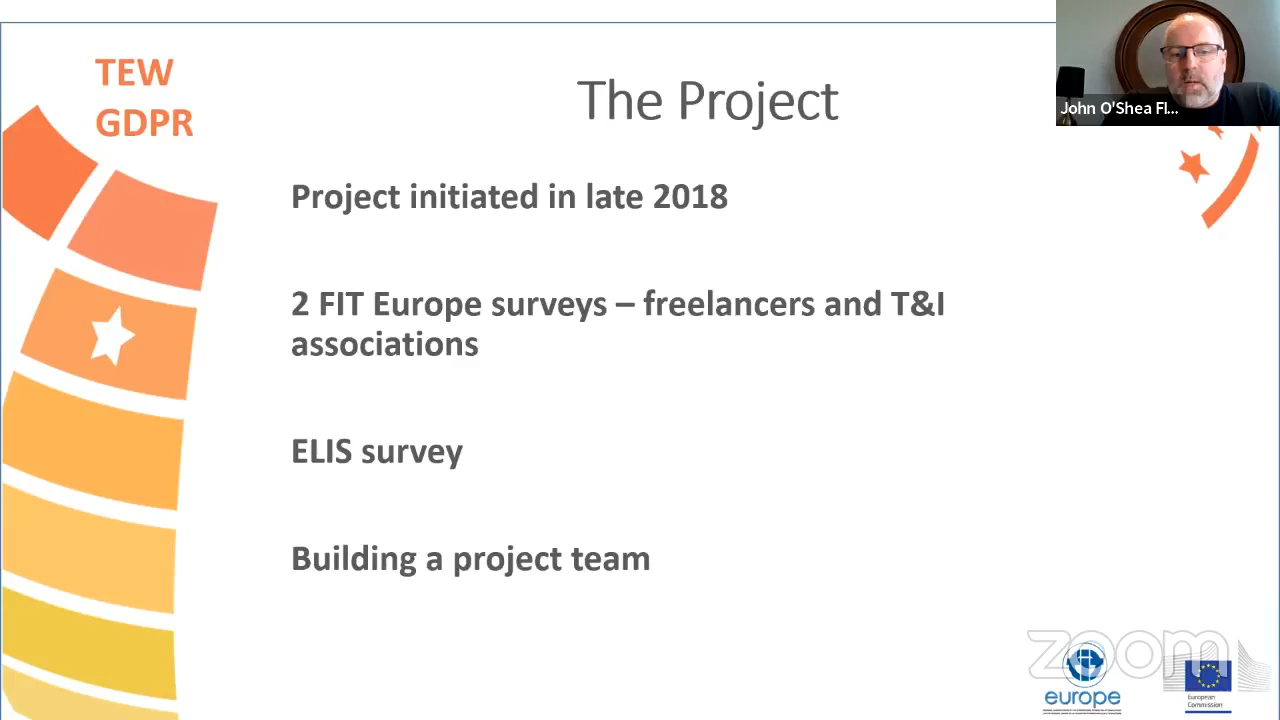 TEW
GDPR
The Project
John O'Shea Fl...
Project initiated in late 2018
2 FIT Europe surveys – freelancers and T&I
associations
ELIS survey
Building a project team
zoom
europe
European
Commission